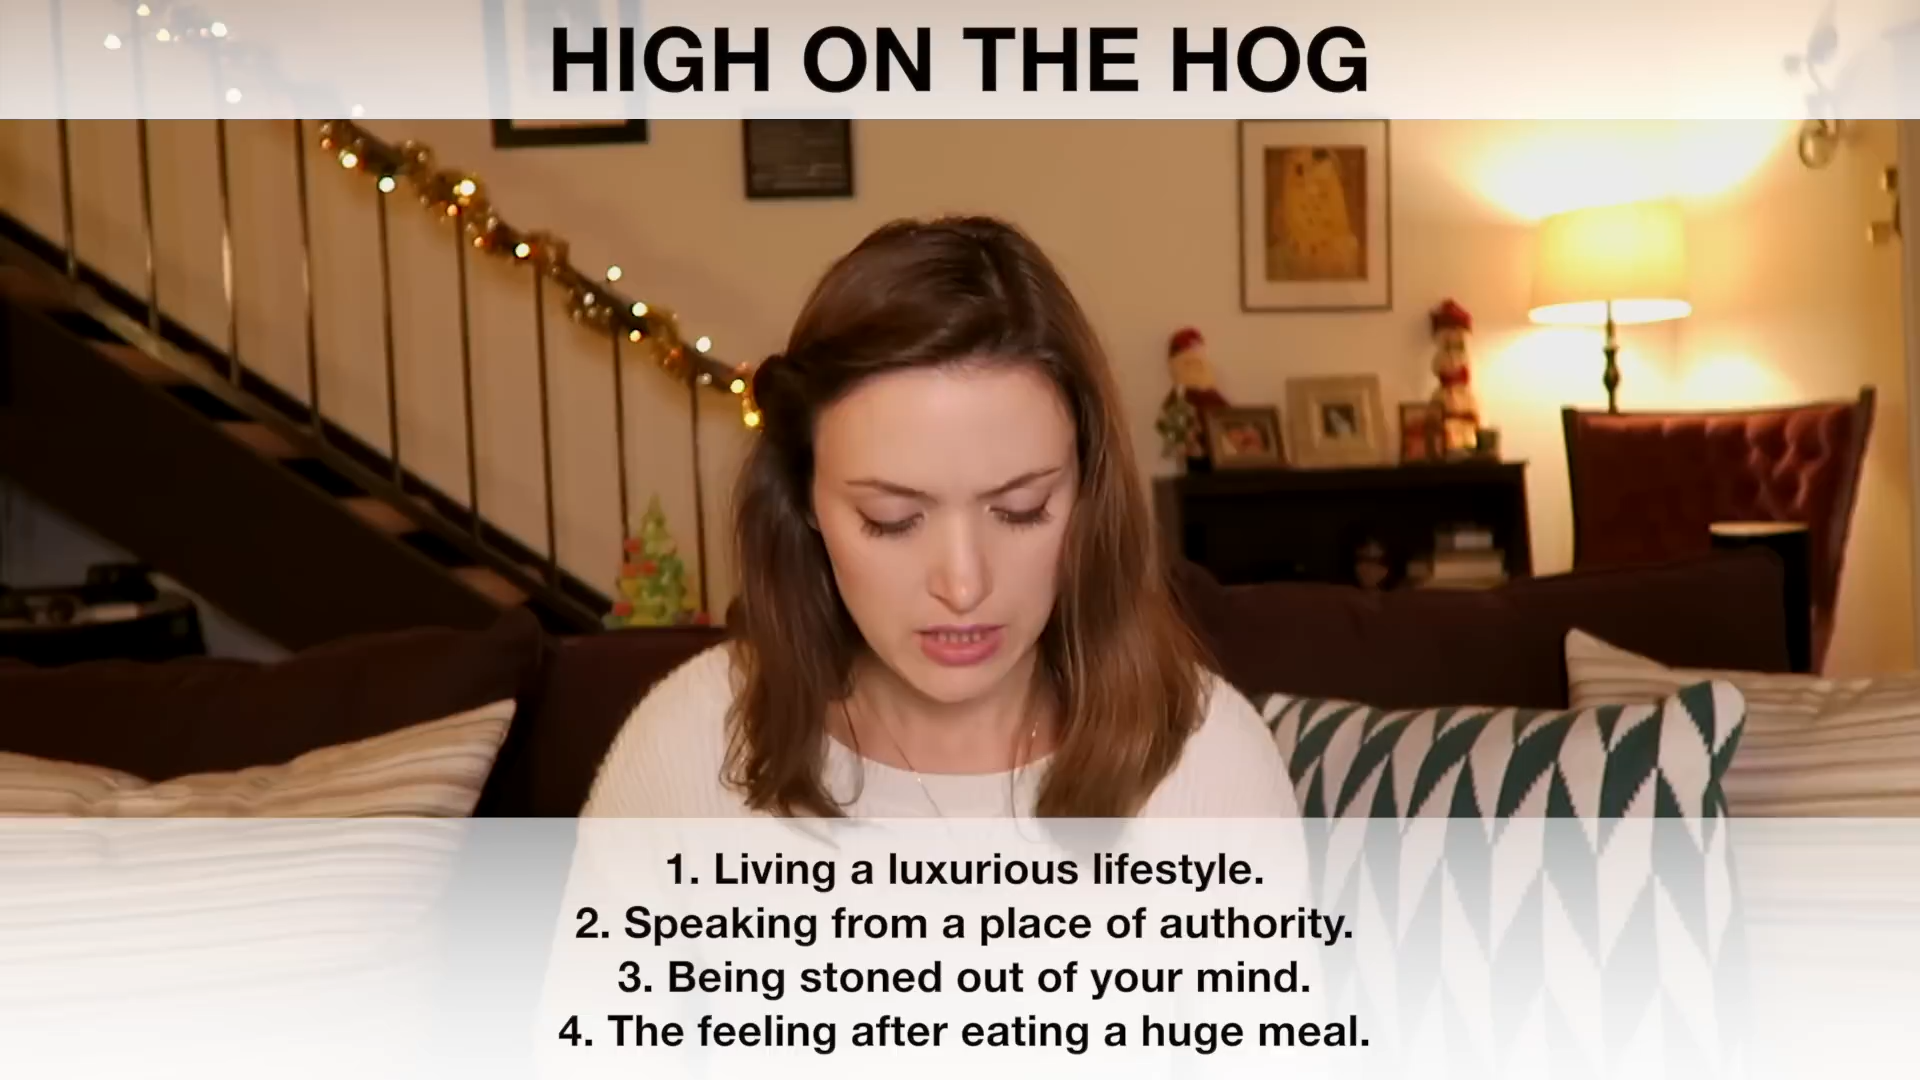 HIGH ON THE HOG
1. Living a luxurious lifestyle.
2. Speaking from a place of authority.
3. Being stoned out of your mind.
4. The feeling after eating a huge meal.